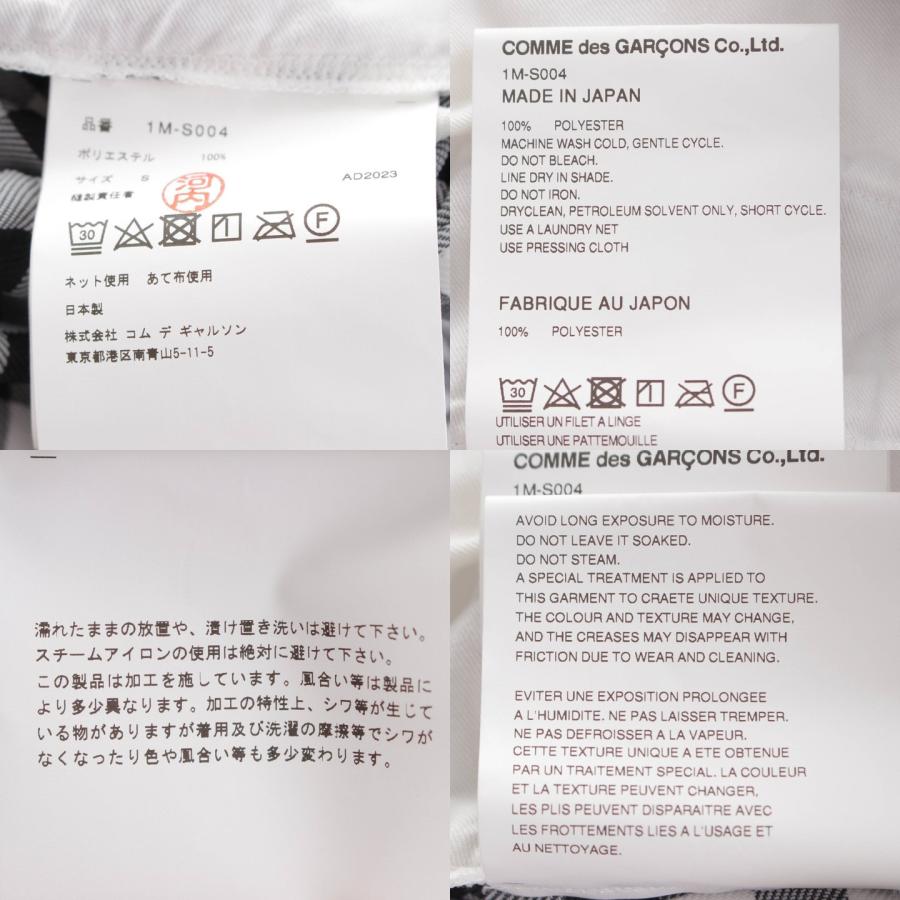 品番 1M-S004
ポリエステル 100%
サイズ S
AD2023
縫製責任者 河内
30 F
ネット使用 あて布使用
日本製
株式会社 コム デ ギャルソン
東京都港区南青山5-11-5
COMME des GARÇONS Co.,Ltd.
1M-S004
MADE IN JAPAN
100% POLYESTER
MACHINE WASH COLD, GENTLE CYCLE.
DO NOT BLEACH.
LINE DRY IN SHADE.
DO NOT IRON.
DRYCLEAN, PETROLEUM SOLVENT ONLY, SHORT CYCLE.
USE A LAUNDRY NET
USE PRESSING CLOTH
FABRIQUE AU JAPON
100% POLYESTER
30 F
UTILISER UN FILET A LINGE
UTILISER UNE PATTEMOUILLE
濡れたままの放置や、漬け置き洗いは避けて下さい。
スチームアイロンの使用は絶対に避けて下さい。
この製品は加工を施しています。風合い等は製品に
より多少異なります。加工の特性上、シワ等が生じて
いる物がありますが着用及び洗濯の摩擦等でシワが
なくなったり色や風合い等も多少変わります。
COMME des GARÇONS Co.,Ltd.
1M-S004
AVOID LONG EXPOSURE TO MOISTURE.
DO NOT LEAVE IT SOAKED.
DO NOT STEAM.
A SPECIAL TREATMENT IS APPLIED TO
THIS GARMENT TO CRAETE UNIQUE TEXTURE.
THE COLOUR AND TEXTURE MAY CHANGE,
AND THE CREASES MAY DISAPPEAR WITH
FRICTION DUE TO WEAR AND CLEANING.
EVITER UNE EXPOSITION PROLONGEE
A L'HUMIDITE. NE PAS LAISSER TREMPER.
NE PAS DEFROISSER A LA VAPEUR.
CETTE TEXTURE UNIQUE A ETE OBTENUE
PAR UN TRAITEMENT SPECIAL. LA COULEUR
ET LA TEXTURE PEUVENT CHANGER,
LES PLIS PEUVENT DISPARAITRE AVEC
LES FROTTEMENTS LIES A L'USAGE ET
AU NETTOYAGE.